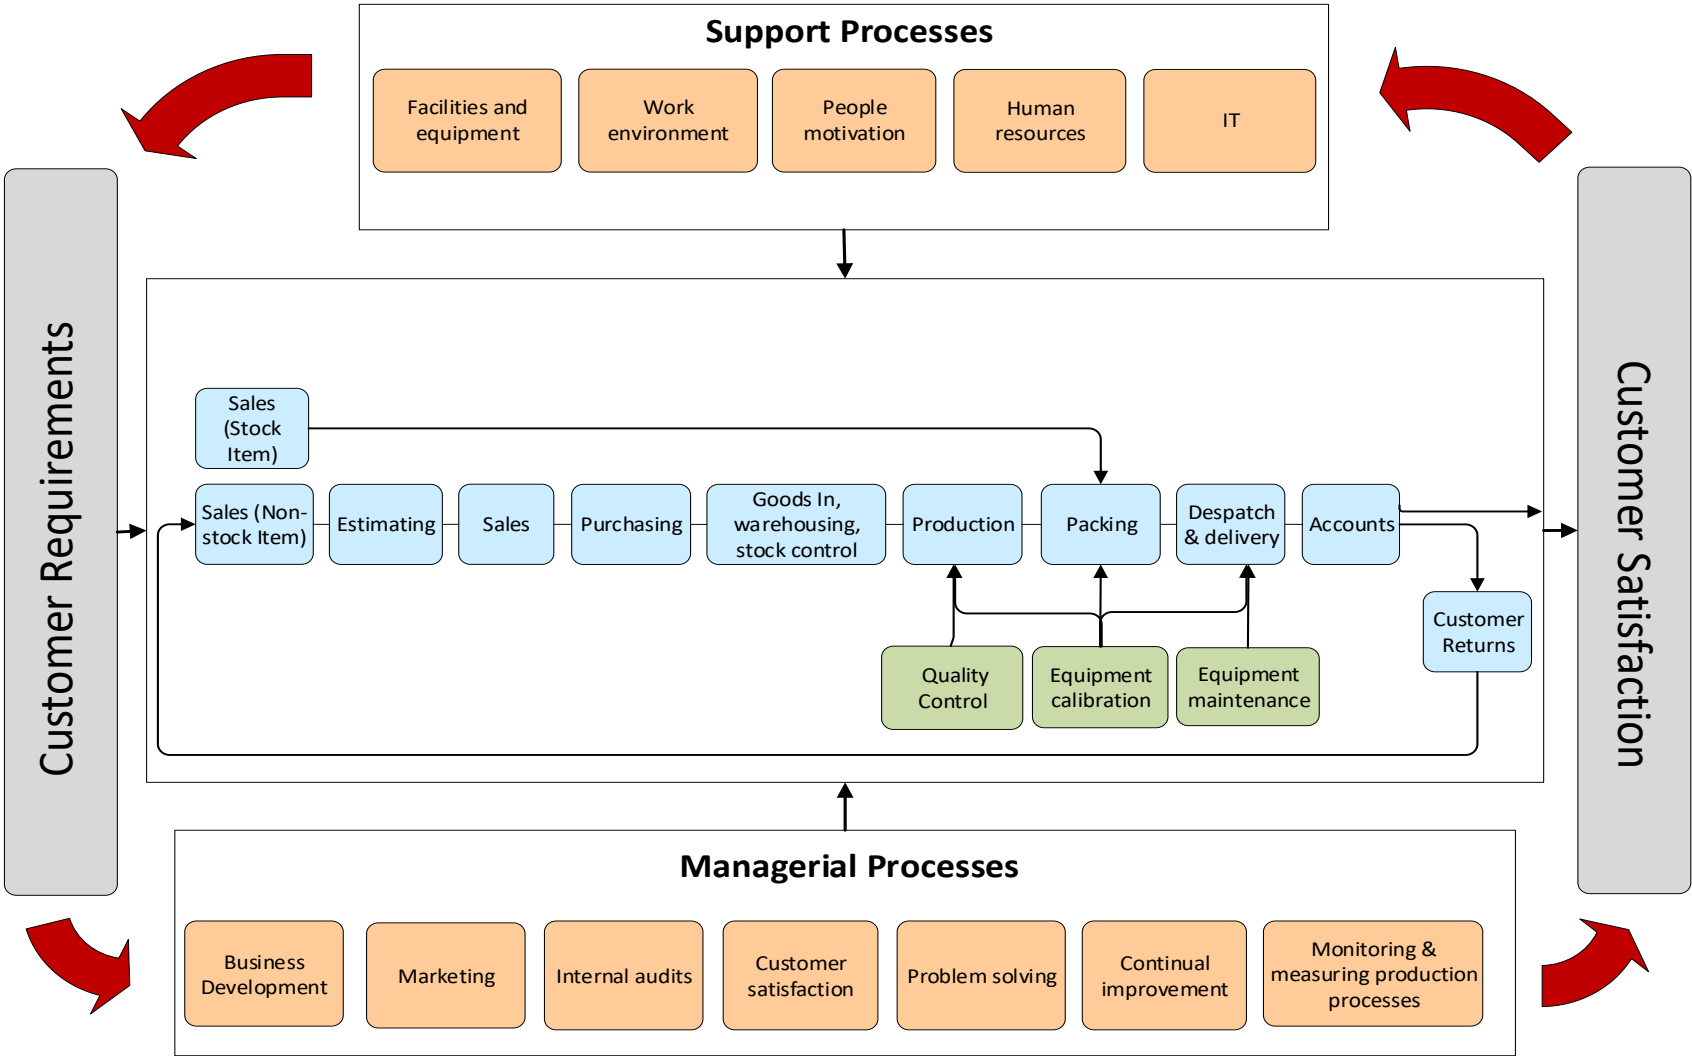 Support Processes
Facilities and
equipment
Work
environment
People
motivation
Human
resources
IT
Customer Requirements
Customer Satisfaction
Sales
(Stock
Item)
Sales (Non-
stock Item)
Estimating
Sales
Purchasing
Goods In,
warehousing,
stock control
Production
Packing
Despatch
& delivery
Accounts
Customer
Returns
Quality
Control
Equipment
calibration
Equipment
maintenance
Managerial Processes
Business
Development
Marketing
Internal audits
Customer
satisfaction
Problem solving
Continual
improvement
Monitoring &
measuring production
processes